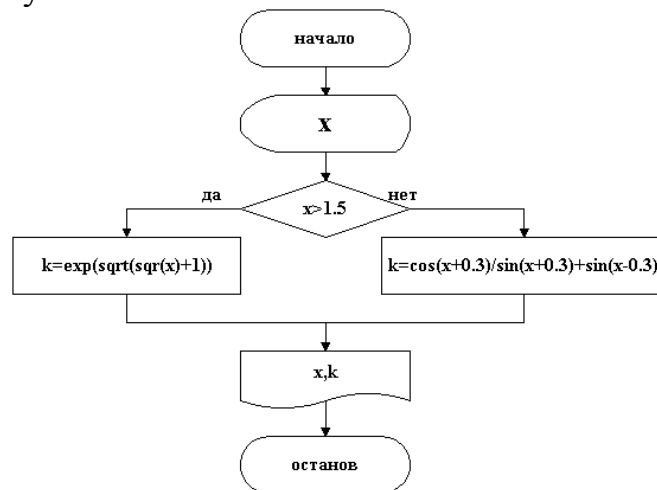 у
начало
x
да
нет
x>1.5
k=exp(sqrt(sqr(x)+1))
k=cos(x+0.3)/sin(x+0.3)+sin(x-0.3)
x,k
останов